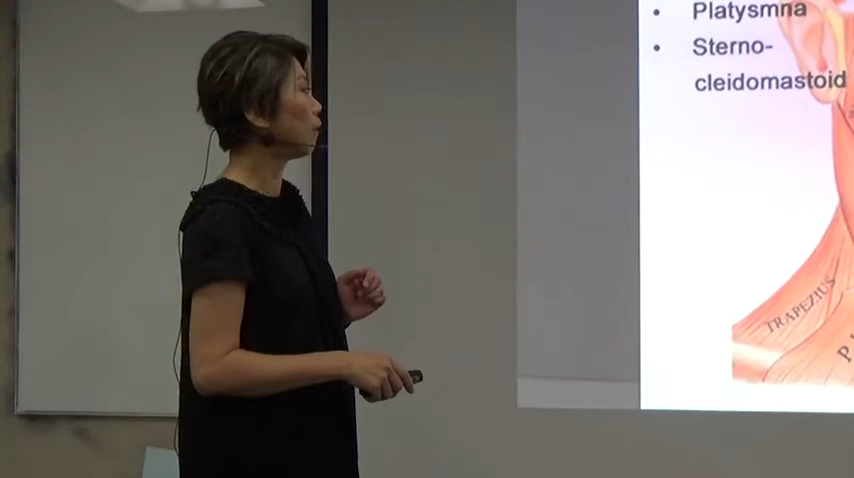 • Platysmna
• Sterno-
cleidomastoid
TRAPEZIUS